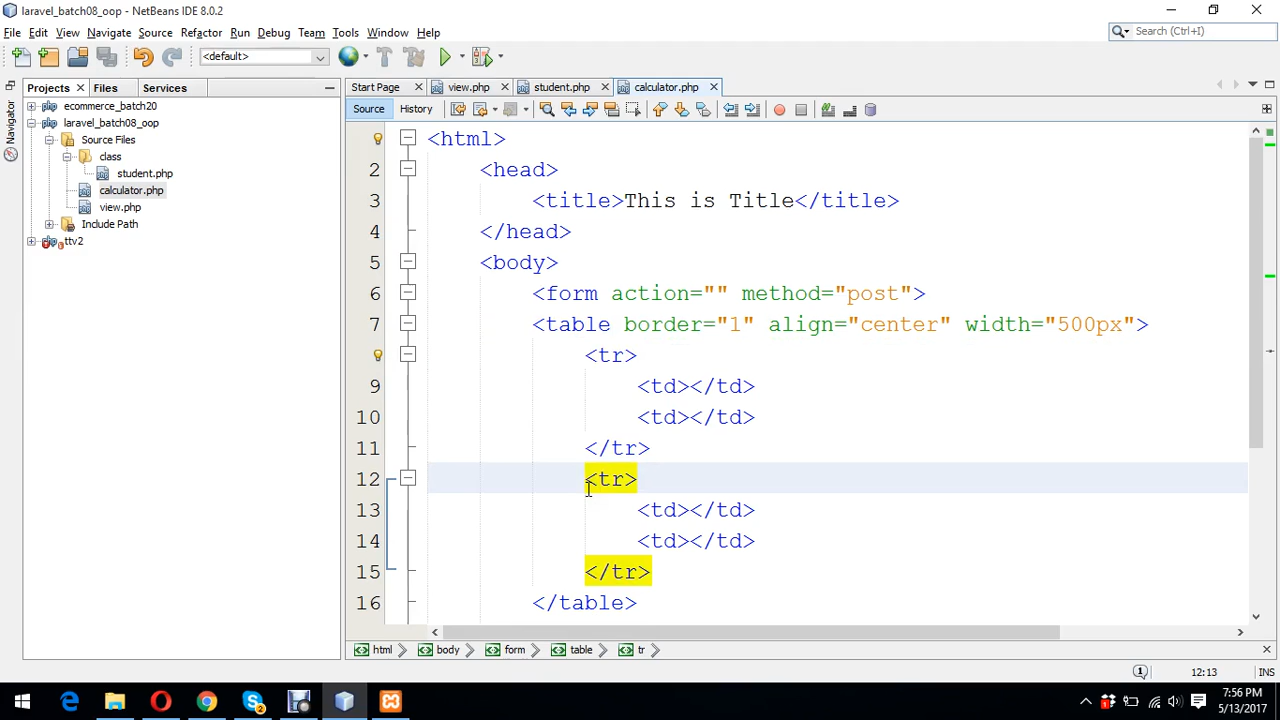 laravel_batch08_oop - NetBeans IDE 8.0.2
File Edit View Navigate Source Refactor Run Debug Team Tools Window Help
Search (Ctrl+I)
<default>
Projects Files Services
Navigator
ecommerce_batch20
laravel_batch08_oop
Source Files
class
student.php
calculator.php
view.php
Include Path
ttv2
Start Page view.php student.php calculator.php
Source History
<html>
2 <head>
3 <title>This is Title</title>
4 </head>
5 <body>
6 <form action="" method="post">
7 <table border="1" align="center" width="500px">
<tr>
9 <td></td>
10 <td></td>
11 </tr>
12 <tr>
13 <td></td>
14 <td></td>
15 </tr>
16 </table>
html body form table tr
12:13 INS
7:56 PM
5/13/2017